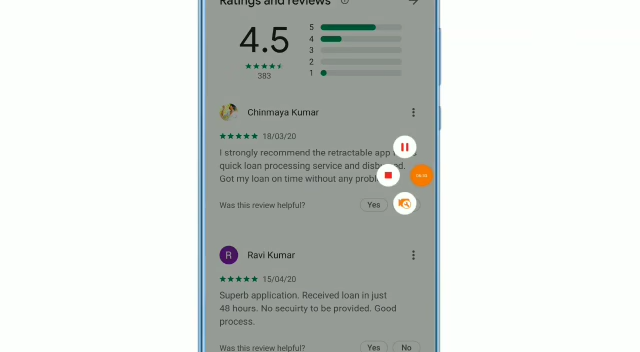 Ratings and reviews
4.5
383
5
4
3
2
1
Chinmaya Kumar
18/03/20
I strongly recommend the retractable app
quick loan processing service and
Got my loan on time without any
Was this review helpful?
Yes
R
Ravi Kumar
15/04/20
Superb application. Received loan in just
48 hours. No secuirty to be provided. Good
process.
Was this review helpful?
Yes
No